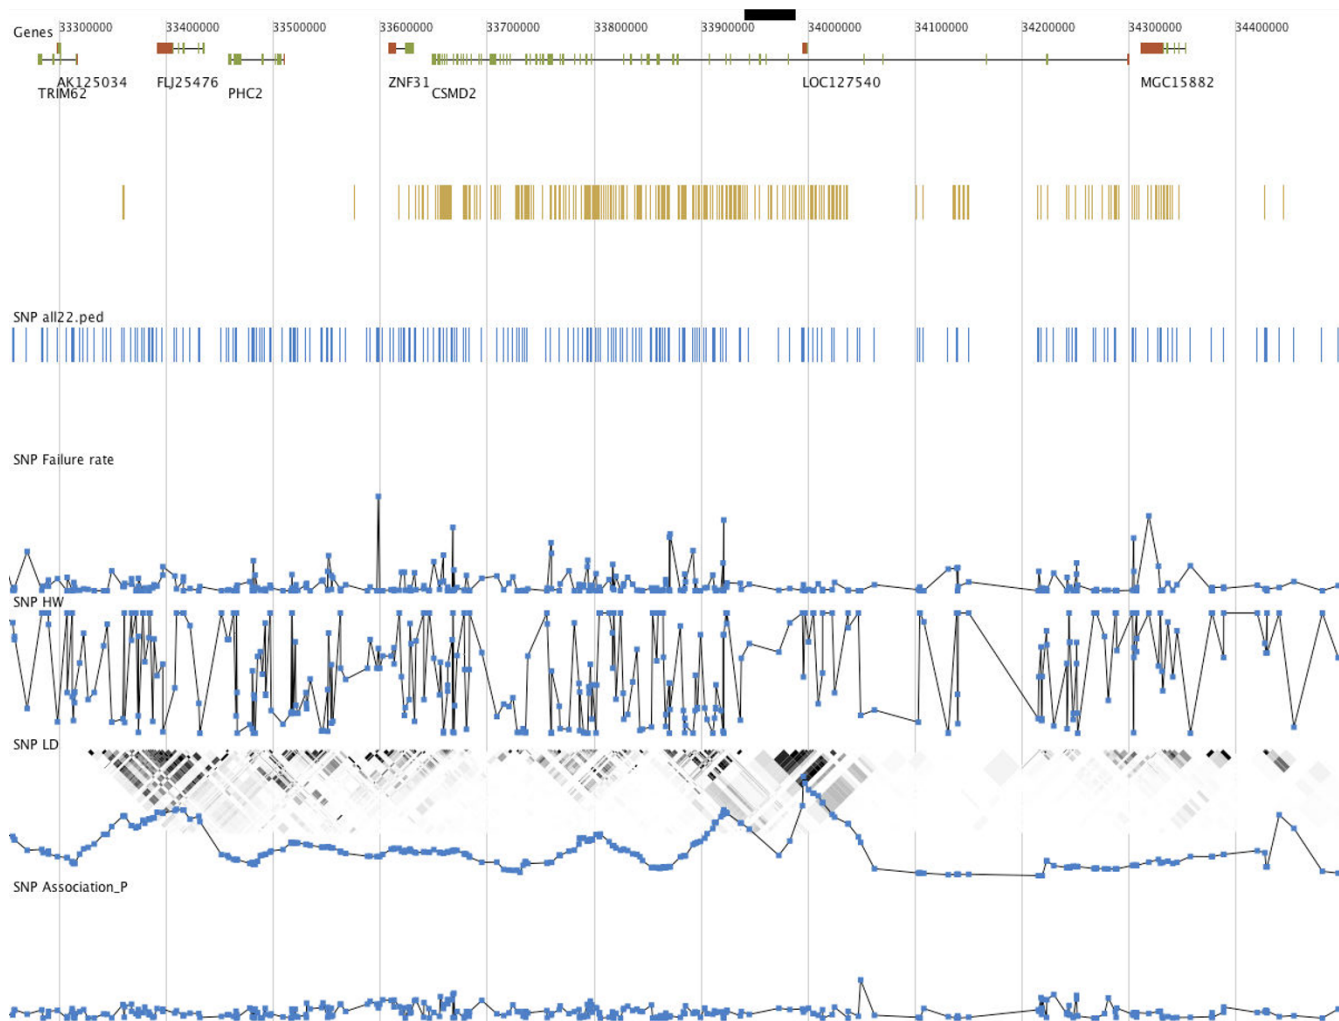 33300000 33400000 33500000 33600000 33700000 33800000 33900000 34000000 34100000 34200000 34300000 34400000
Genes
AK125034 FLJ25476 ZNF31 LOC127540 MGC15882
TRIM62 PHC2 CSMD2
SNP all22.ped
SNP Failure rate
SNP HW
SNP LD
SNP Association_P